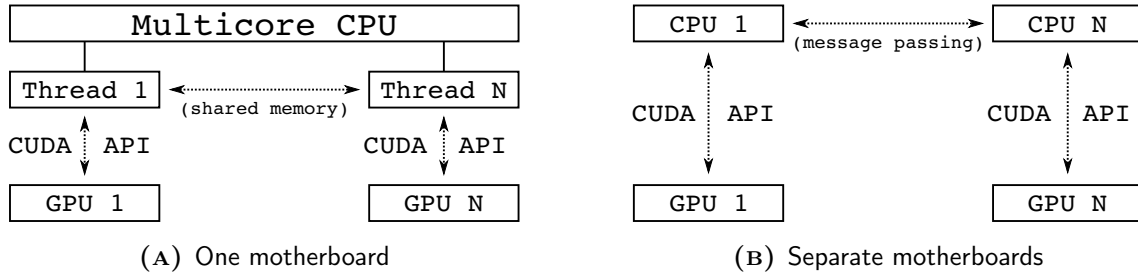 Multicore CPU
Thread 1
(shared memory)
Thread N
CUDA API
CUDA API
GPU 1
GPU N
(A) One motherboard
CPU 1
(message passing)
CPU N
CUDA API
CUDA API
GPU 1
GPU N
(B) Separate motherboards